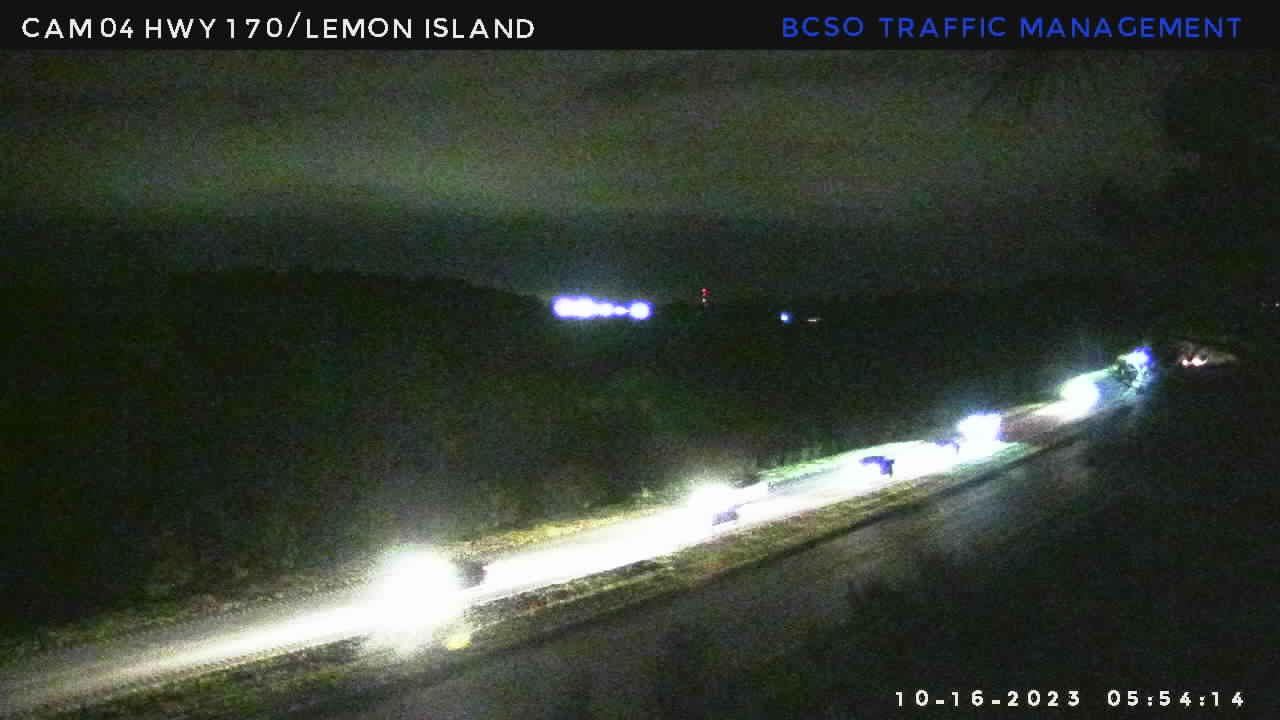 CAM04 HWY 170/LEMON ISLAND
BCSO TRAFFIC MANAGEMENT
10-16-2023 05:54:14